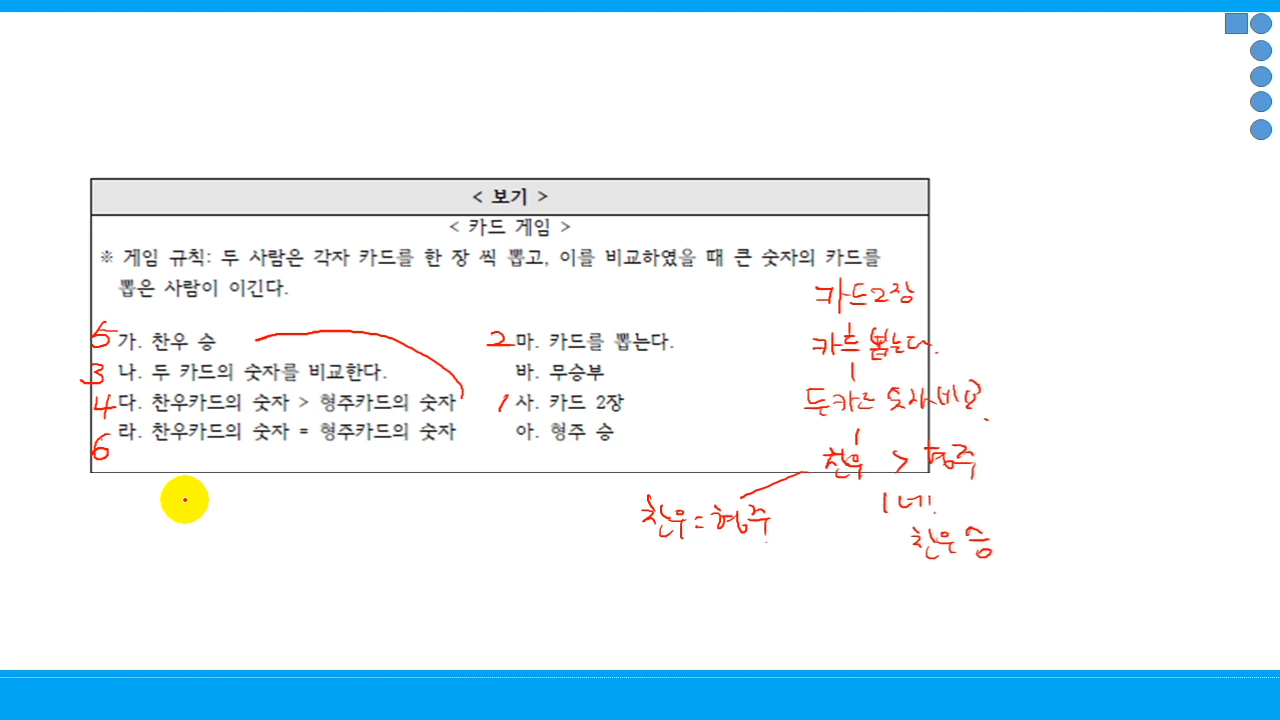 < 보기 >
< 카드 게임 >
※ 게임 규칙: 두 사람은 각자 카드를 한 장 씩 뽑고, 이를 비교하였을 때 큰 숫자의 카드를
뽑은 사람이 이긴다.
5 가. 찬우 승
3 나. 두 카드의 숫자를 비교한다.
4 다. 찬우카드의 숫자 > 형주카드의 숫자
6 라. 찬우카드의 숫자 = 형주카드의 숫자
2 마. 카드를 뽑는다.
바. 무승부
1 사. 카드 2장
아. 형주 승
카드2장
카드 뽑는다.
두카드 숫자비교.
찬우 > 형주
네!
찬우 승
찬우 = 형주